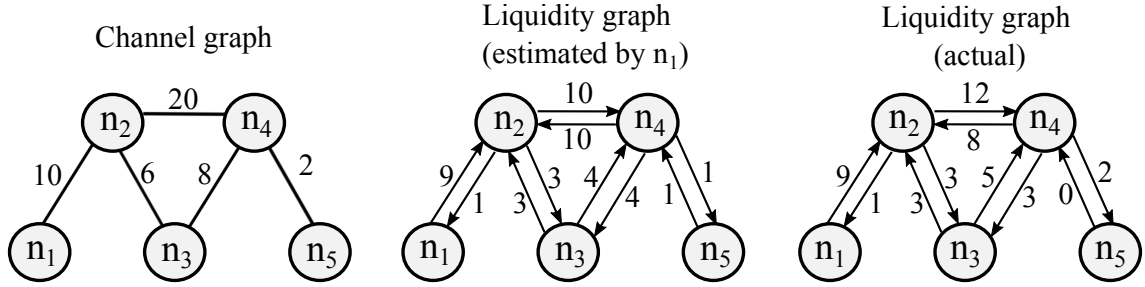 Channel graph
20
n2
n4
10
6
8
2
n1
n3
n5
Liquidity graph
(estimated by n1)
10
n2
n4
10
9
1
3
3
4
4
1
1
n1
n3
n5
Liquidity graph
(actual)
12
n2
n4
8
9
1
3
3
5
3
0
2
n1
n3
n5